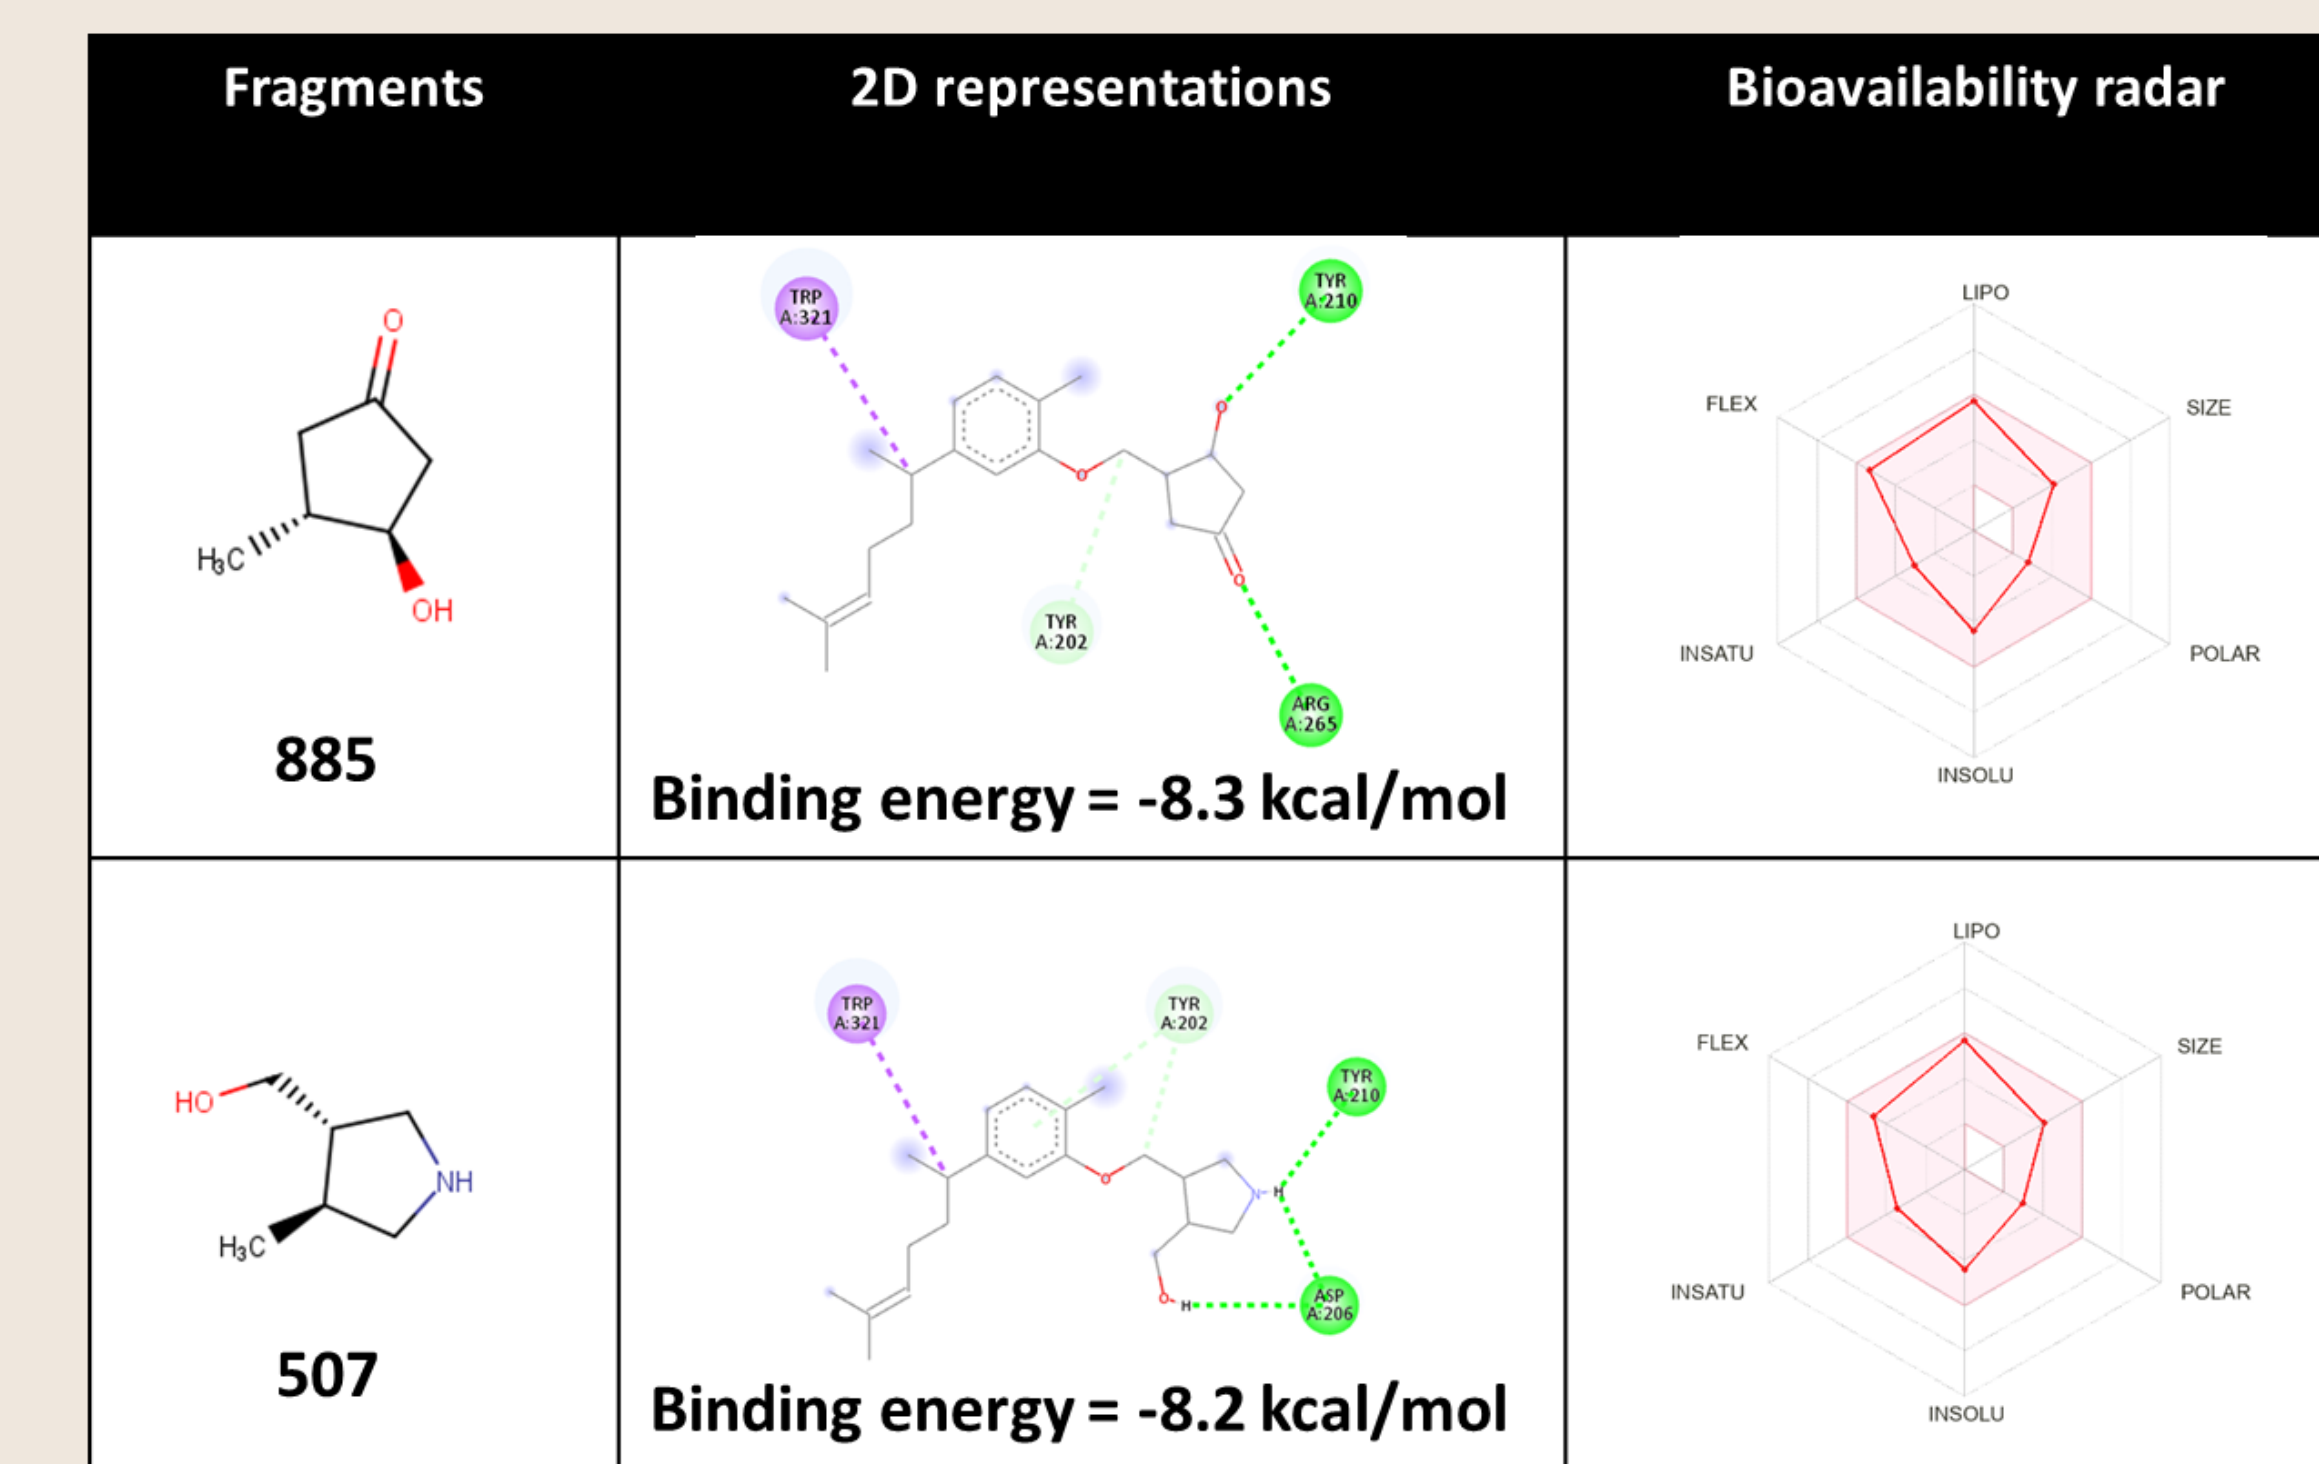 Fragments
2D representations
Bioavailability radar
O
H₃C
OH
885
TRP
A:321
TYR
A:210
O
O
O
TYR
A:202
ARG
A:265
Binding energy = -8.3 kcal/mol
LIPO
FLEX
SIZE
INSATU
POLAR
INSOLU
HO
NH
H₃C
507
TRP
A:321
TYR
A:202
TYR
A:210
O
N
H
O
H
ASP
A:206
Binding energy = -8.2 kcal/mol
LIPO
FLEX
SIZE
INSATU
POLAR
INSOLU